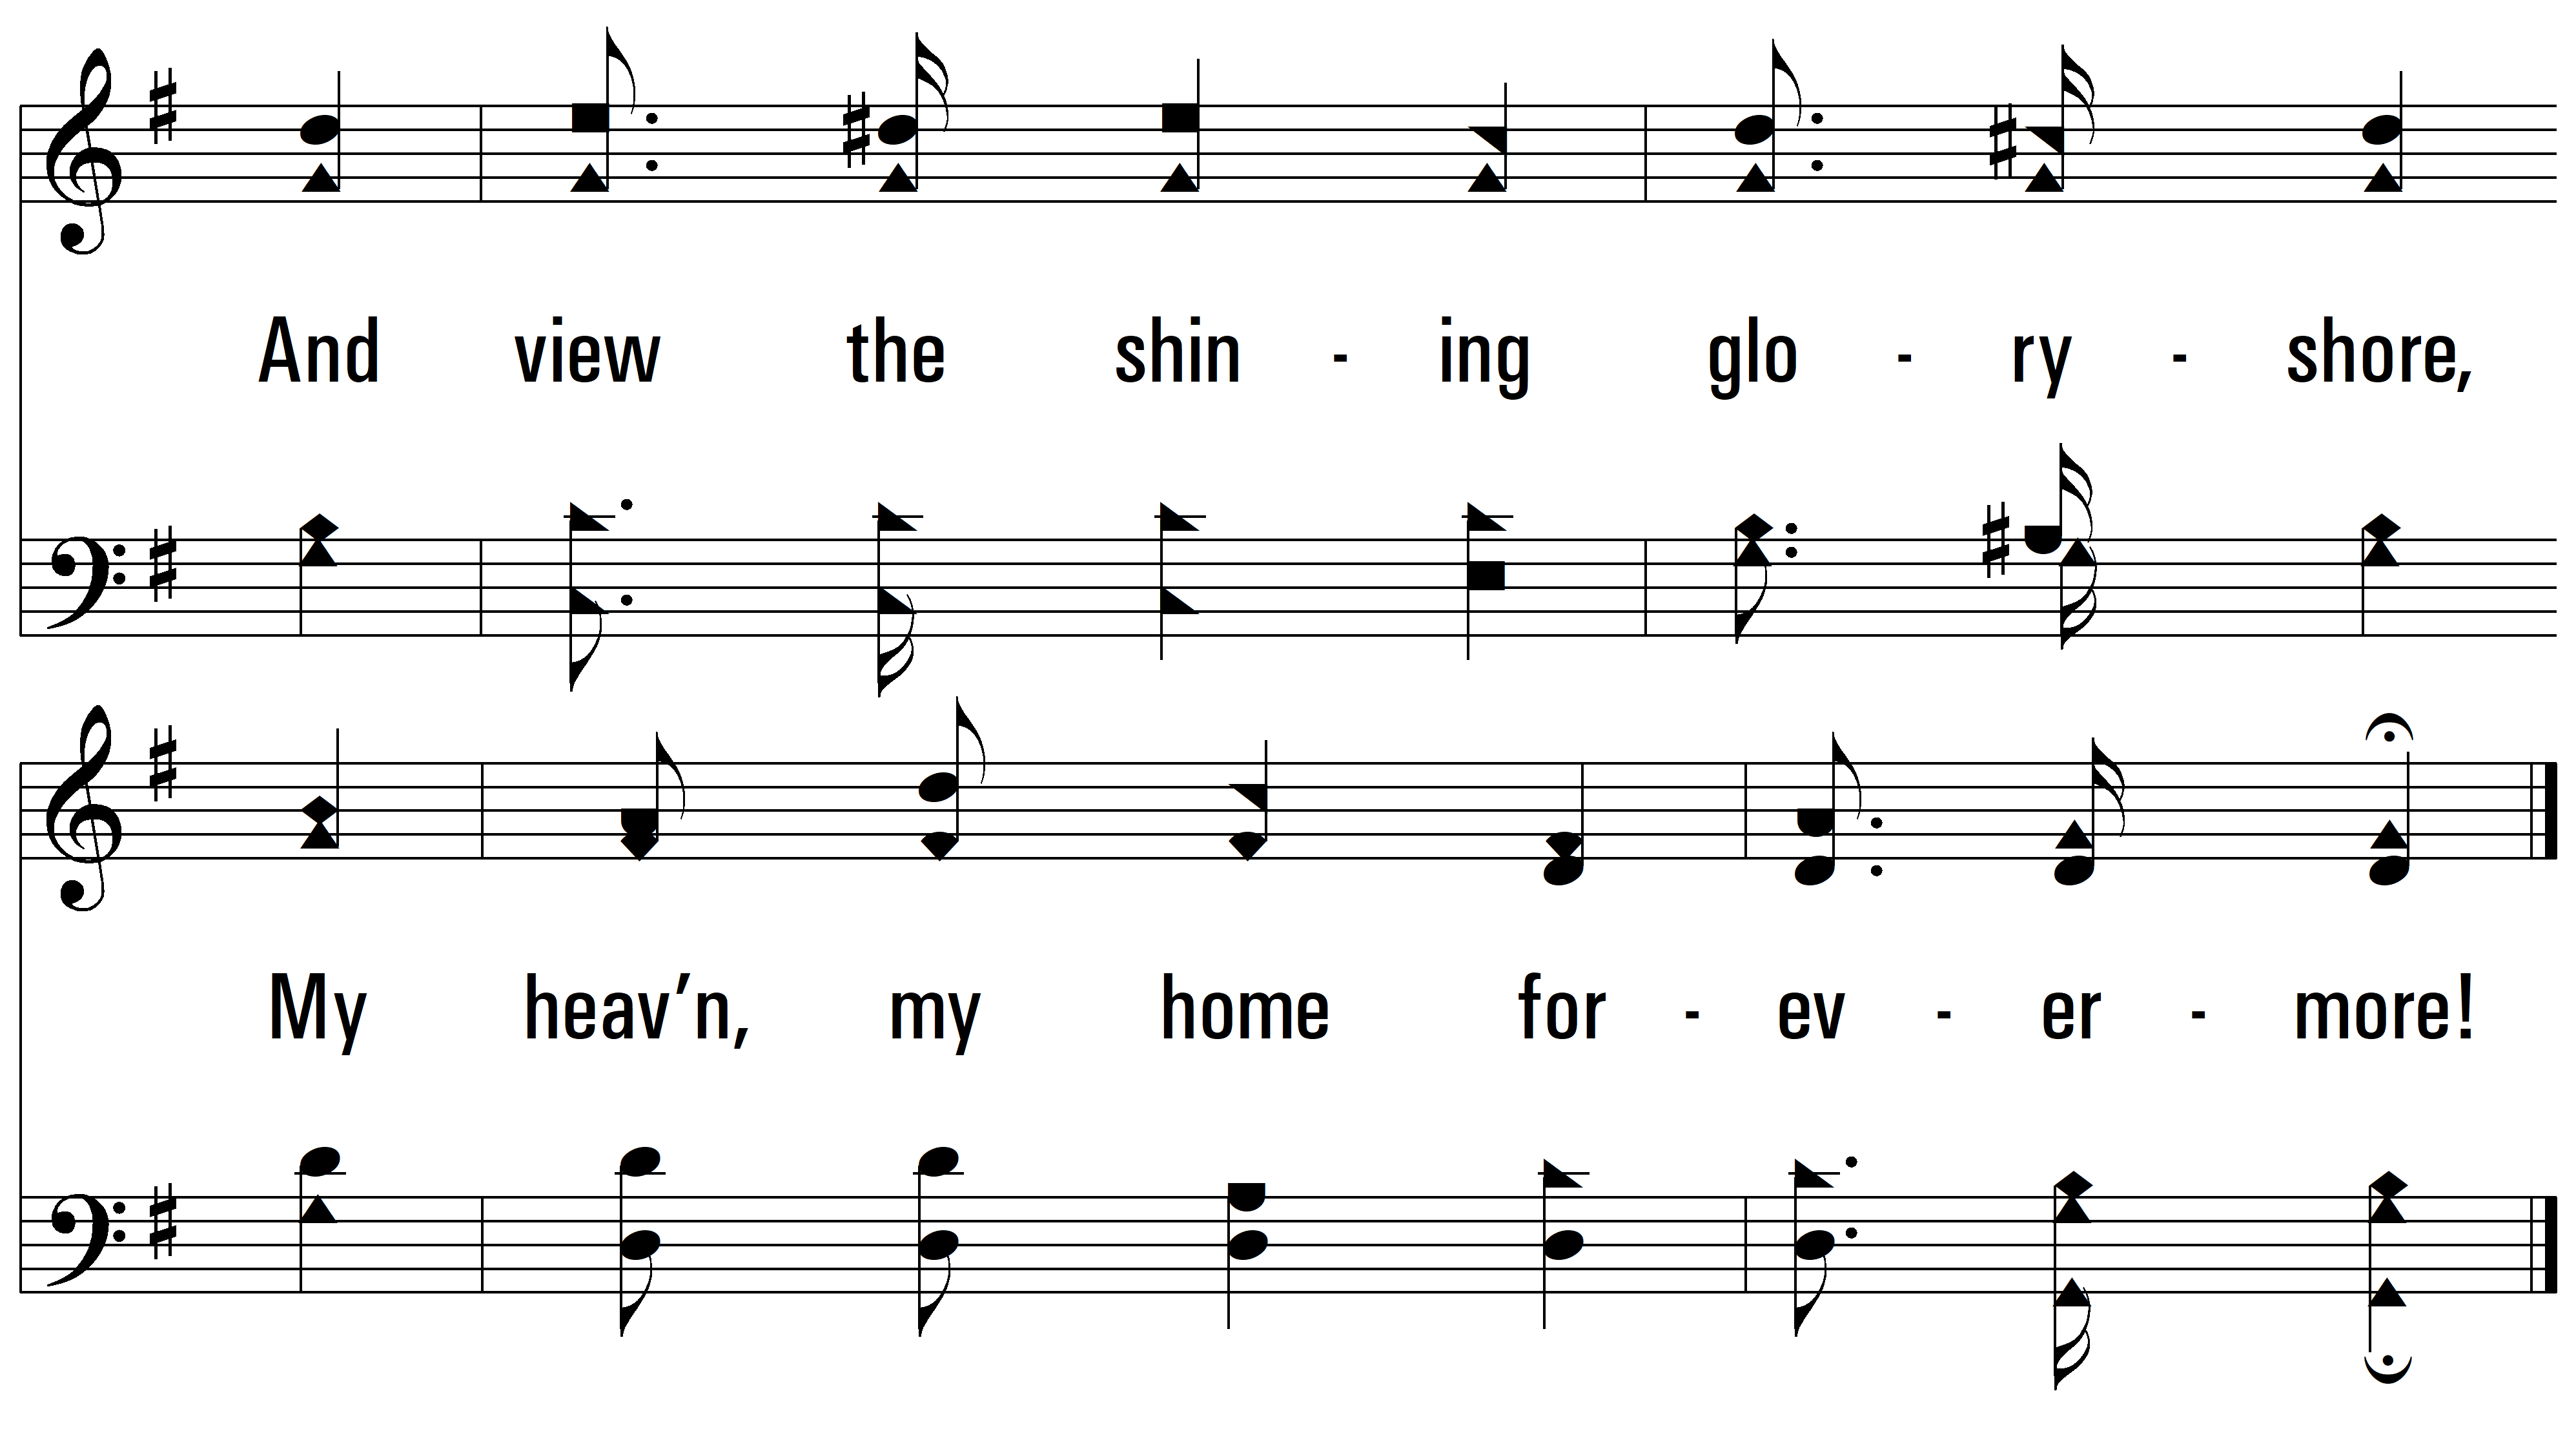 And view the shin - ing glo - ry - shore,
My heav’n, my home for - ev - er - more!